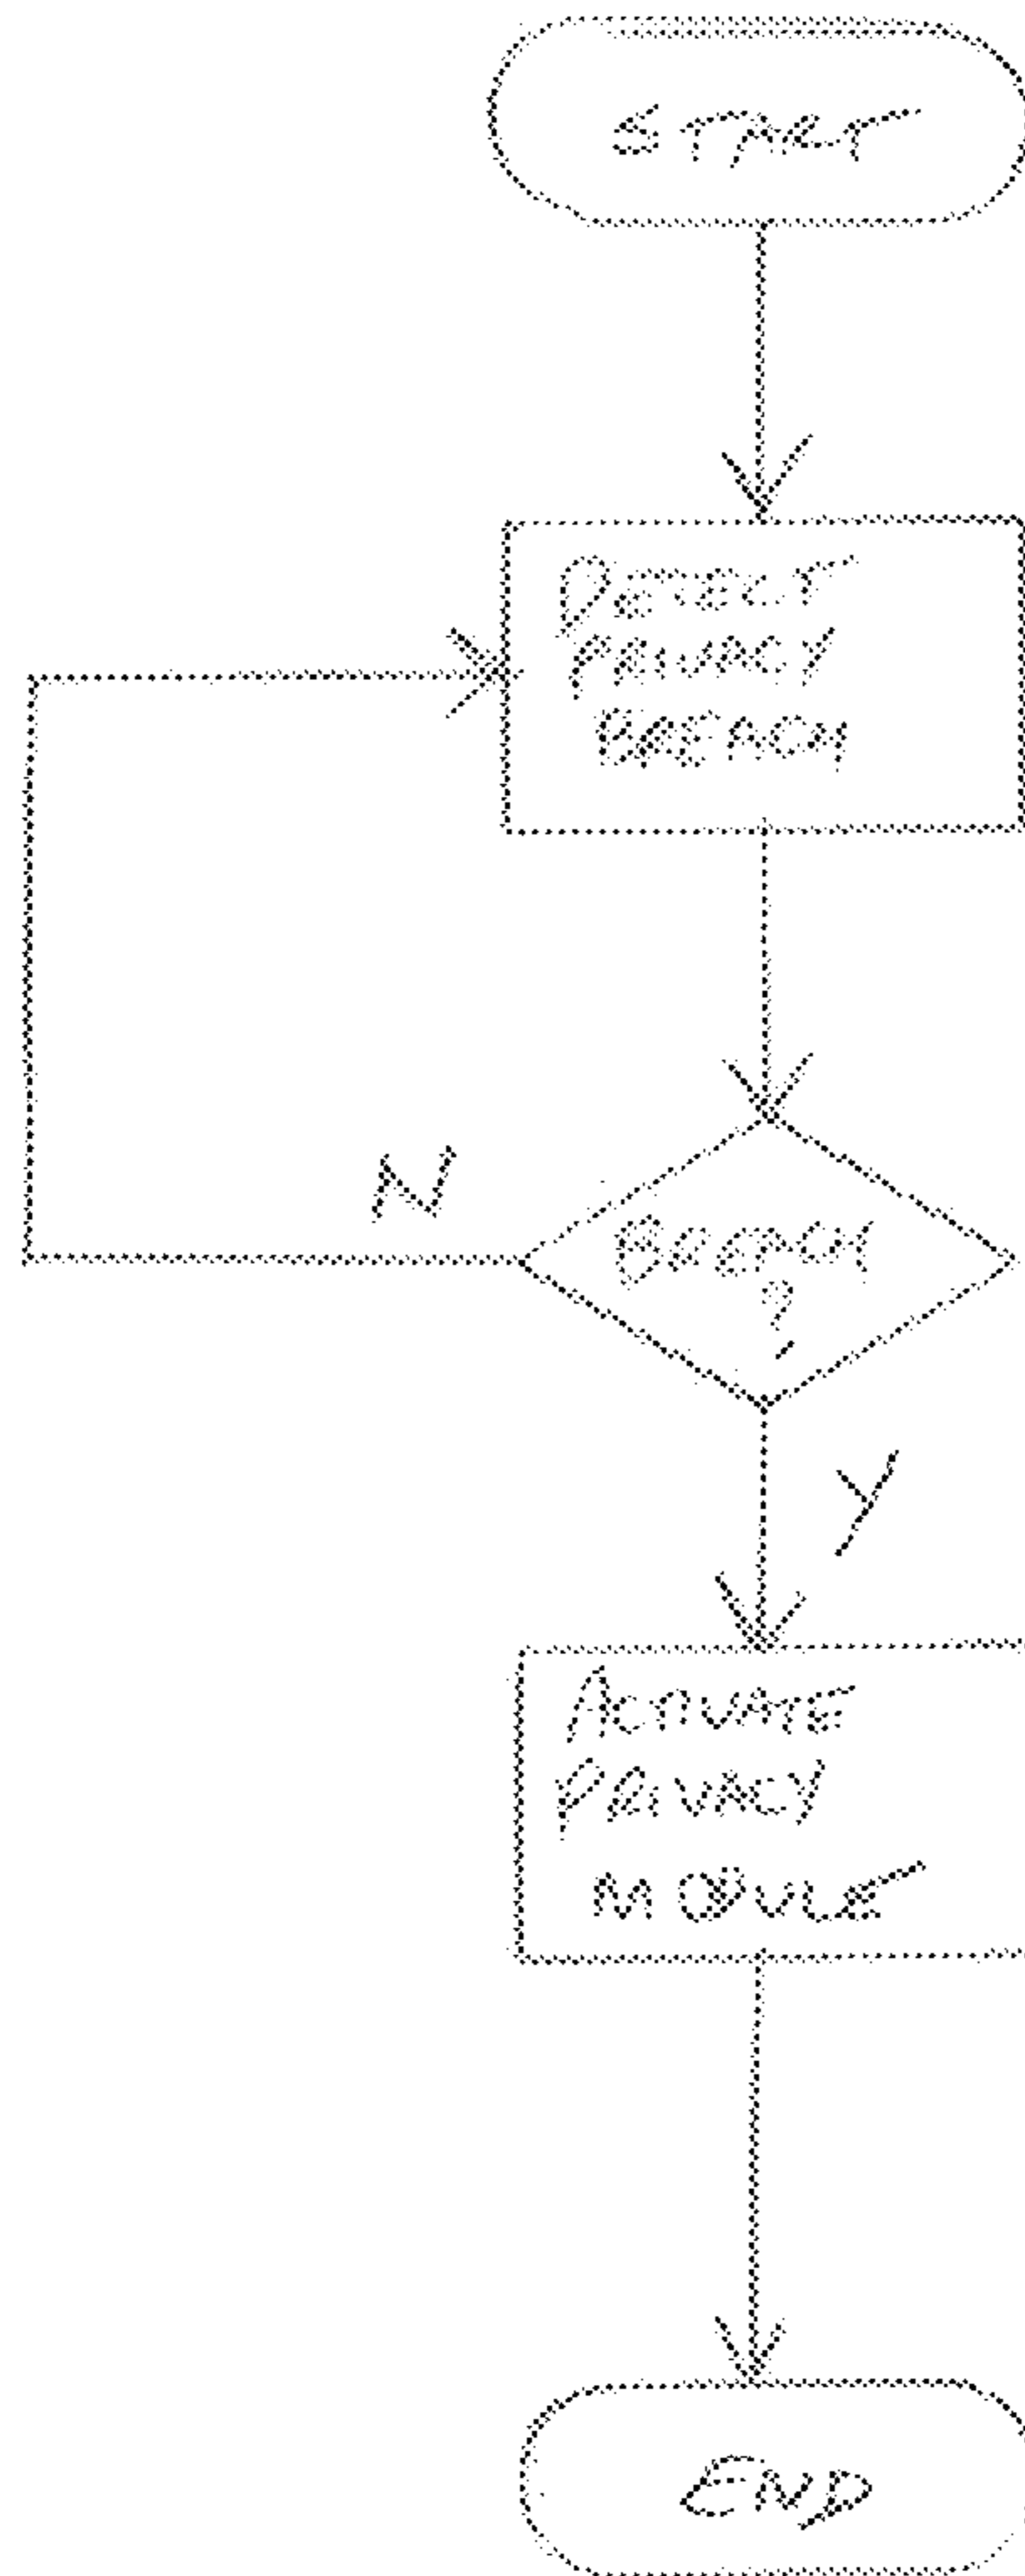 START
DETECT
PRIVACY
BREACH
N
BREACH
?
Y
ACTIVATE
PRIVACY
MODULE
END